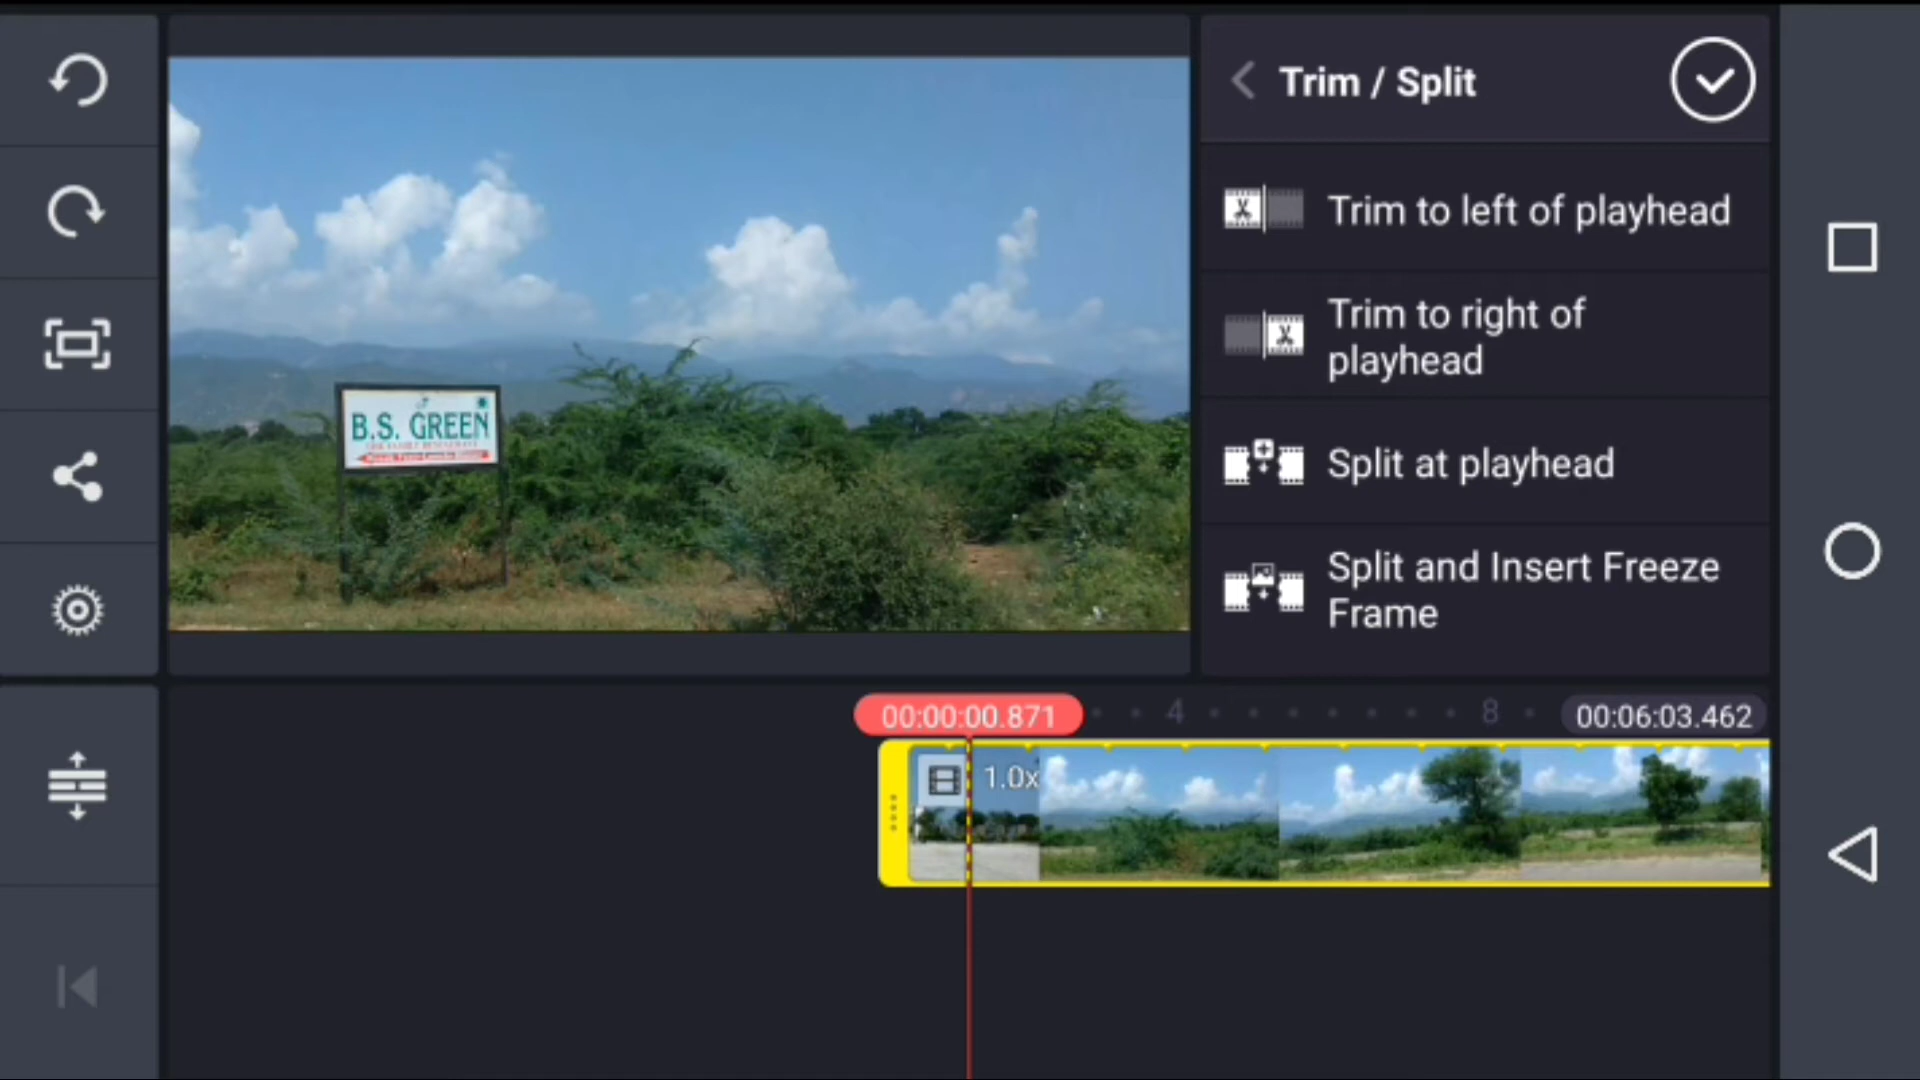 Trim / Split
Trim to left of playhead
Trim to right of
playhead
Split at playhead
Split and Insert Freeze
Frame
B.S. GREEN
00:00:00.871
4
8
00:06:03.462
1.0x